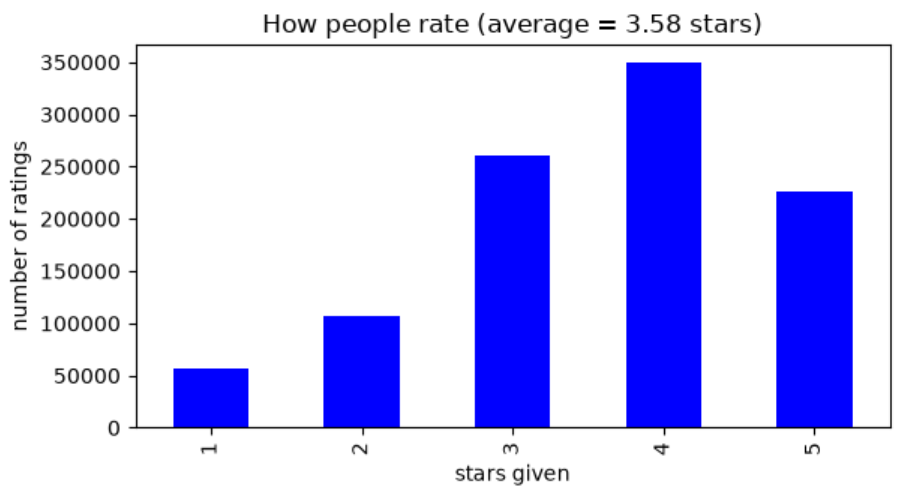 How people rate (average = 3.58 stars)
number of ratings
350000
300000
250000
200000
150000
100000
50000
0
1 2 3 4 5
stars given